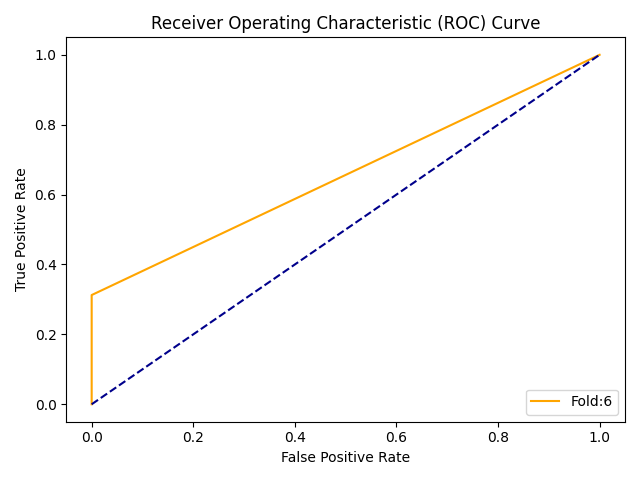 Receiver Operating Characteristic (ROC) Curve
1.0
0.8
0.6
0.4
0.2
0.0
True Positive Rate
0.0 0.2 0.4 0.6 0.8 1.0
False Positive Rate
Fold:6